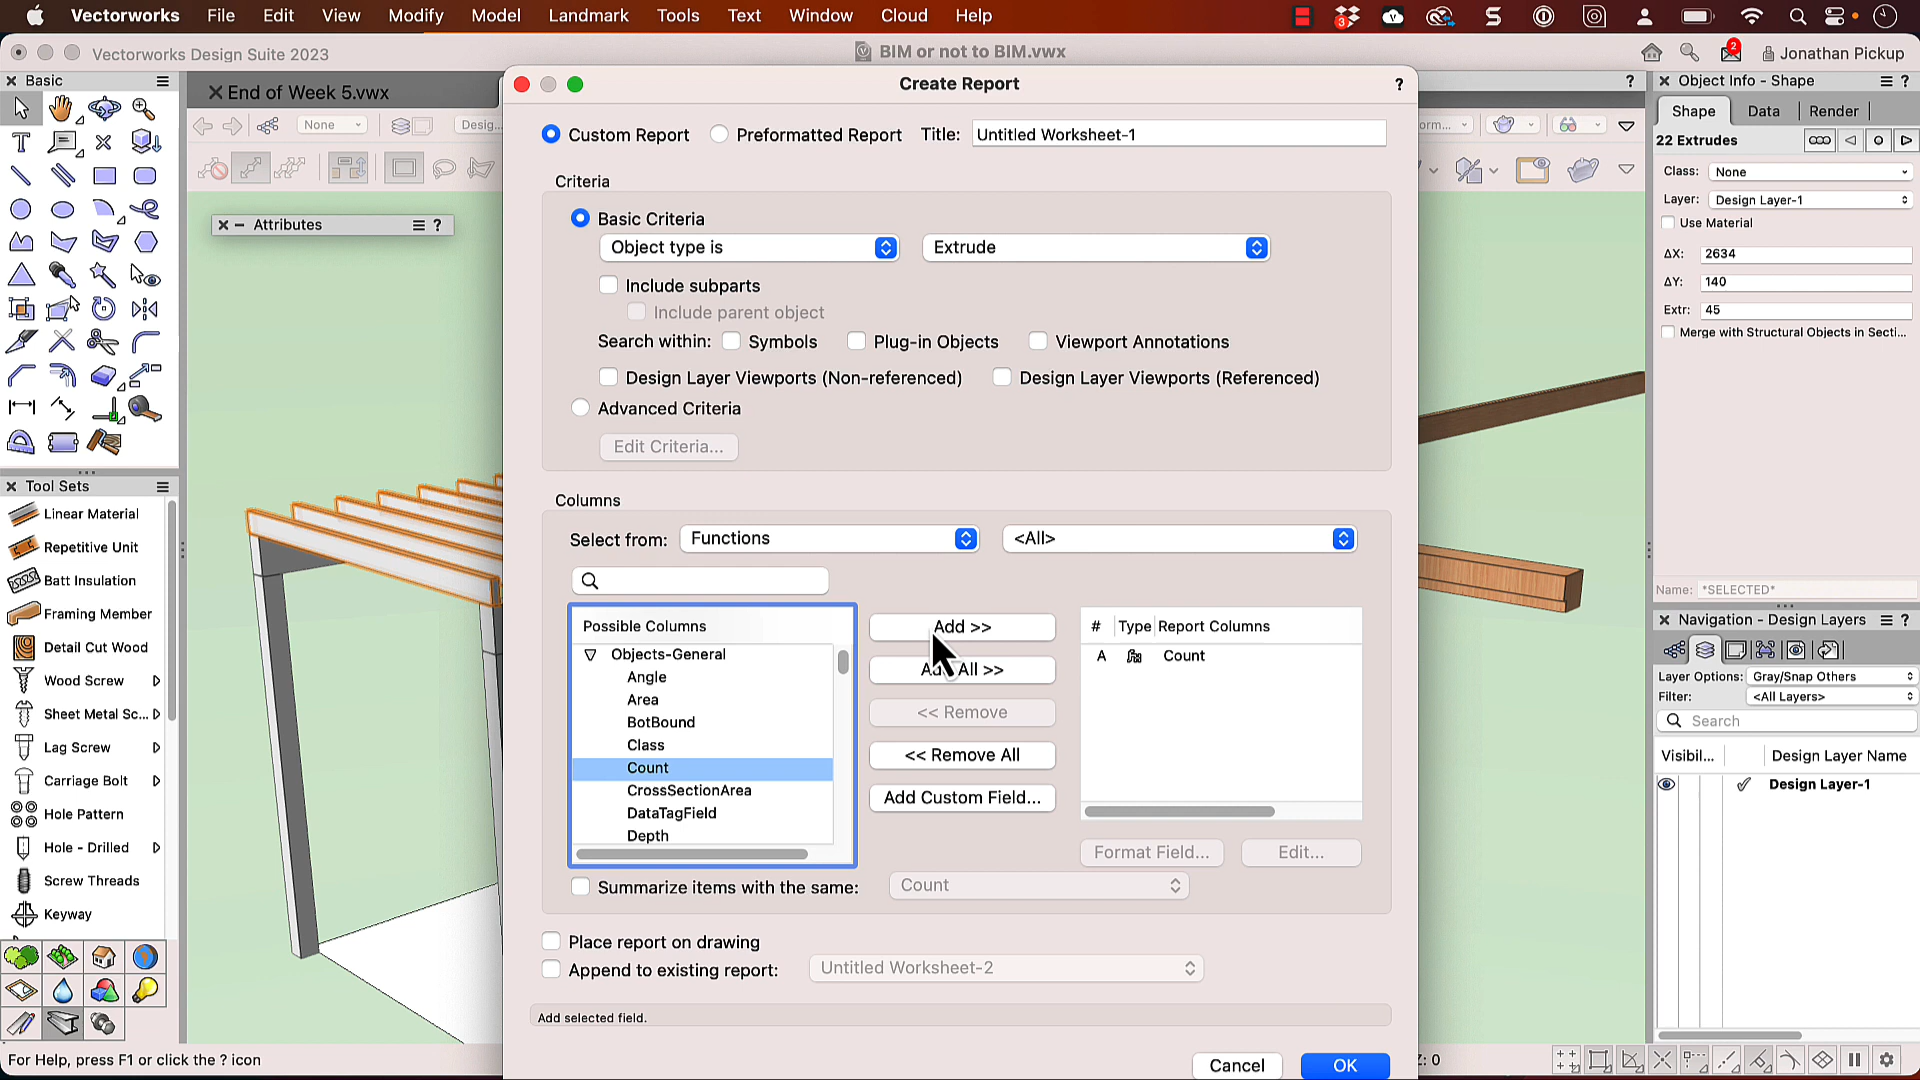 Vectorworks File Edit View Modify Model Landmark Tools Text Window Cloud Help
3
Vectorworks Design Suite 2023
BIM or not to BIM.vwx
2
Jonathan Pickup
Basic
End of Week 5.vwx
None
Desig...
Attributes
Tool Sets
Linear Material
Repetitive Unit
Batt Insulation
Framing Member
Detail Cut Wood
Wood Screw
Sheet Metal Sc...
Lag Screw
Carriage Bolt
Hole Pattern
Hole - Drilled
Screw Threads
Keyway
For Help, press F1 or click the ? icon
Create Report
?
Custom Report Preformatted Report Title: Untitled Worksheet-1
Criteria
Basic Criteria
Object type is Extrude
Include subparts
Include parent object
Search within: Symbols Plug-in Objects Viewport Annotations
Design Layer Viewports (Non-referenced) Design Layer Viewports (Referenced)
Advanced Criteria
Edit Criteria...
Columns
Select from: Functions <All>
Possible Columns
Objects-General
Angle
Area
BotBound
Class
Count
CrossSectionArea
DataTagField
Depth
Add >>
Add All >>
<< Remove
<< Remove All
Add Custom Field...
# Type Report Columns
A Count
Format Field... Edit...
Summarize items with the same: Count
Place report on drawing
Append to existing report: Untitled Worksheet-2
Add selected field.
Cancel OK
Object Info - Shape
Shape Data Render
22 Extrudes
Class: None
Layer: Design Layer-1
Use Material
ΔX: 2634
ΔY: 140
Extr: 45
Merge with Structural Objects in Secti...
Name: *SELECTED*
Navigation - Design Layers
Layer Options: Gray/Snap Others
Filter: <All Layers>
Search
Visibil... Design Layer Name
Design Layer-1
Z: 0